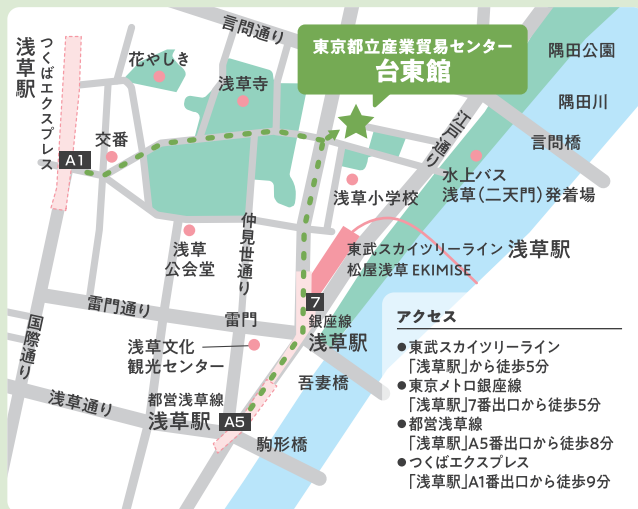 言問通り
東京都立産業貿易センター
台東館
隅田公園
隅田川
言問橋
つくばエクスプレス
浅草駅
花やしき
浅草寺
江戸通り
A1
交番
水上バス
浅草（二天門）発着場
浅草小学校
浅草
公会堂
仲見世通り
東武スカイツリーライン 浅草駅
松屋浅草 EKIMISE
7
銀座線
浅草駅
雷門通り
雷門
国際通り
浅草文化
観光センター
吾妻橋
浅草通り
都営浅草線
浅草駅
A5
駒形橋
アクセス
●東武スカイツリーライン
「浅草駅」から徒歩5分
●東京メトロ銀座線
「浅草駅」7番出口から徒歩5分
●都営浅草線
「浅草駅」A5番出口から徒歩8分
●つくばエクスプレス
「浅草駅」A1番出口から徒歩9分